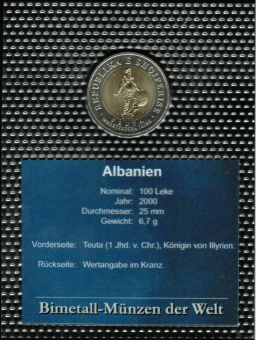 REPUBLIKA E SHQIPERISE
Albanien
Nominal: 100 Leke
Jahr: 2000
Durchmesser: 25 mm
Gewicht: 6,7 g
Vorderseite: Teuta (1 Jhd. v. Chr.), Königin von Illyrien.
Rückseite: Wertangabe im Kranz.
Bimetall-Münzen der Welt